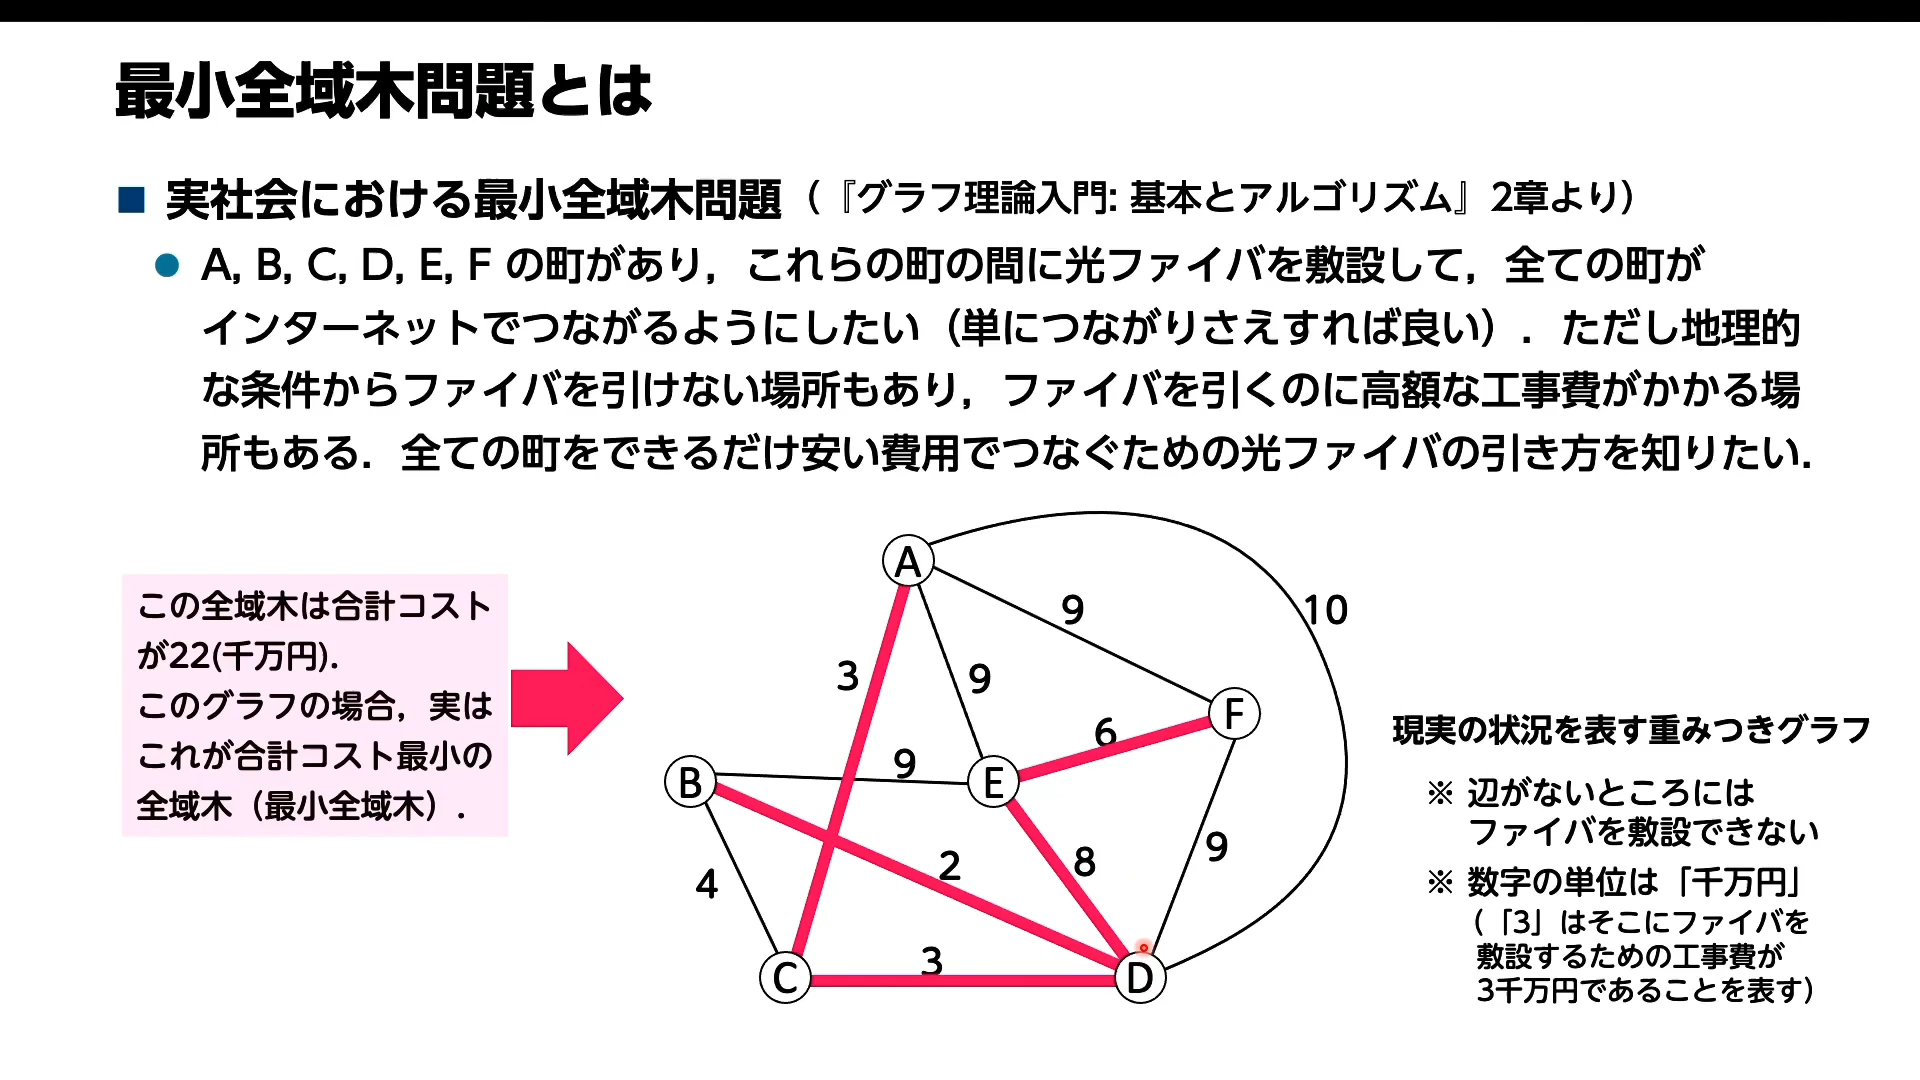 最小全域木問題とは
実社会における最小全域木問題（『グラフ理論入門: 基本とアルゴリズム』2章より）
A, B, C, D, E, F の町があり，これらの町の間に光ファイバを敷設して，全ての町が
インターネットでつながるようにしたい（単につながりさえすれば良い）．ただし地理的
な条件からファイバを引けない場所もあり，ファイバを引くのに高額な工事費がかかる場
所もある．全ての町をできるだけ安い費用でつなぐための光ファイバの引き方を知りたい．
この全域木は合計コスト
が22(千万円).
このグラフの場合，実は
これが合計コスト最小の
全域木（最小全域木）.
A
9
10
3
9
F
6
B
9
E
4
2
8
9
C
3
D
現実の状況を表す重みつきグラフ
※ 辺がないところには
ファイバを敷設できない
※ 数字の単位は「千万円」
（「3」はそこにファイバを
敷設するための工事費が
3千万円であることを表す）